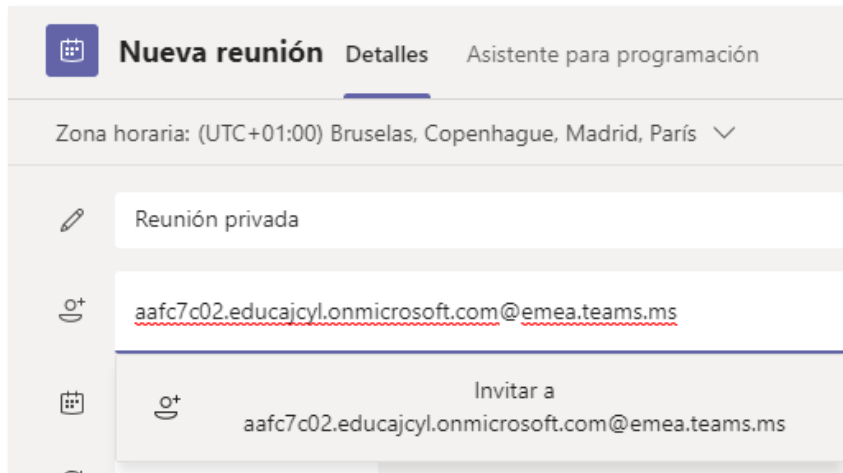 Nueva reunión Detalles Asistente para programación
Zona horaria: (UTC+01:00) Bruselas, Copenhague, Madrid, París
Reunión privada
aafc7c02.educajcyl.onmicrosoft.com@emea.teams.ms
Invitar a
aafc7c02.educajcyl.onmicrosoft.com@emea.teams.ms